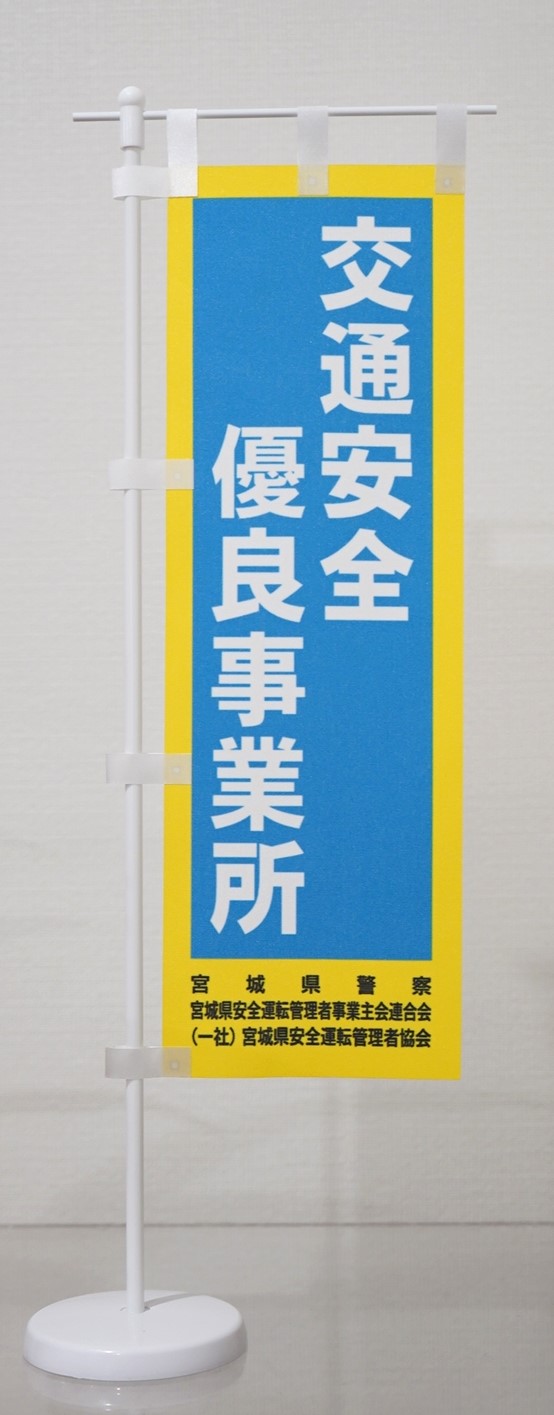 交通安全
優良事業所
宮城県警察
宮城県安全運転管理者事業主会連合会
(一社)宮城県安全運転管理者協会